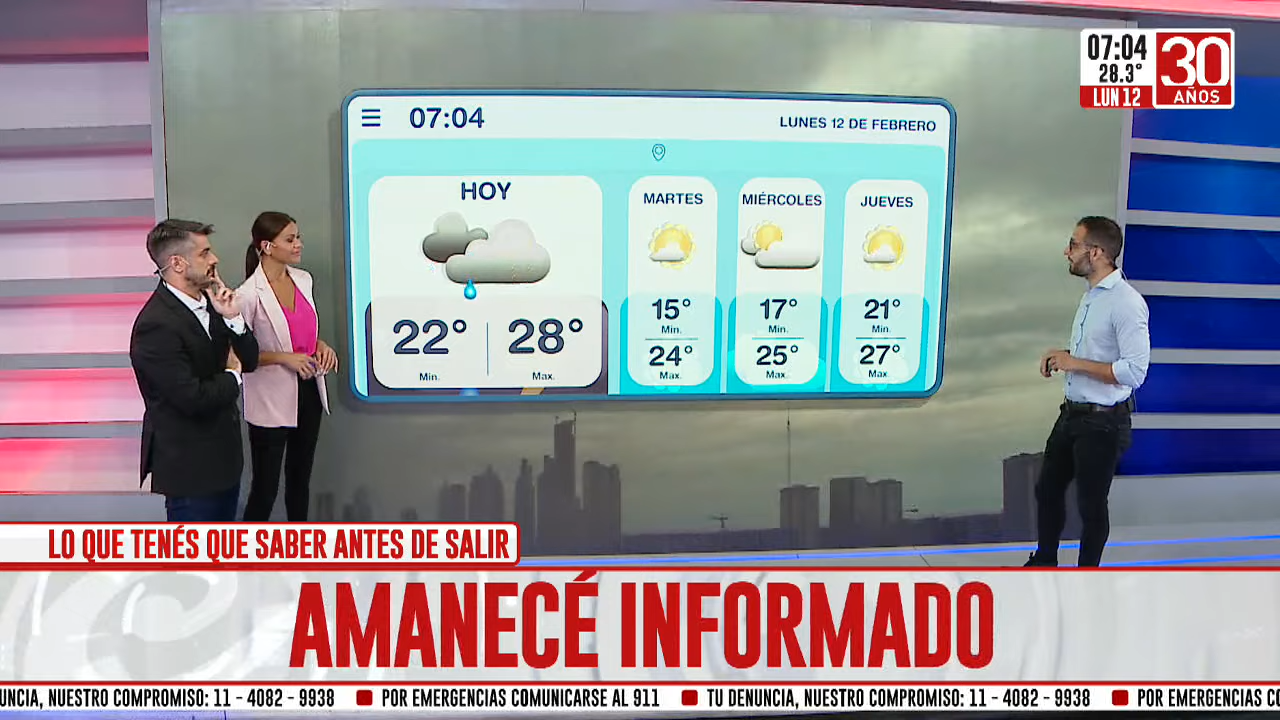 07:04
28.3°
LUN 12
30
AÑOS
07:04
LUNES 12 DE FEBRERO
HOY
22°
Min.
28°
Max.
MARTES
15°
Min.
24°
Max.
MIÉRCOLES
17°
Min.
25°
Max.
JUEVES
21°
Min.
27°
Max.
LO QUE TENÉS QUE SABER ANTES DE SALIR
AMANECÉ INFORMADO
UNCIA, NUESTRO COMPROMISO: 11 - 4082 - 9938 POR EMERGENCIAS COMUNICARSE AL 911 TU DENUNCIA, NUESTRO COMPROMISO: 11 - 4082 - 9938 POR EMERGENCIAS C